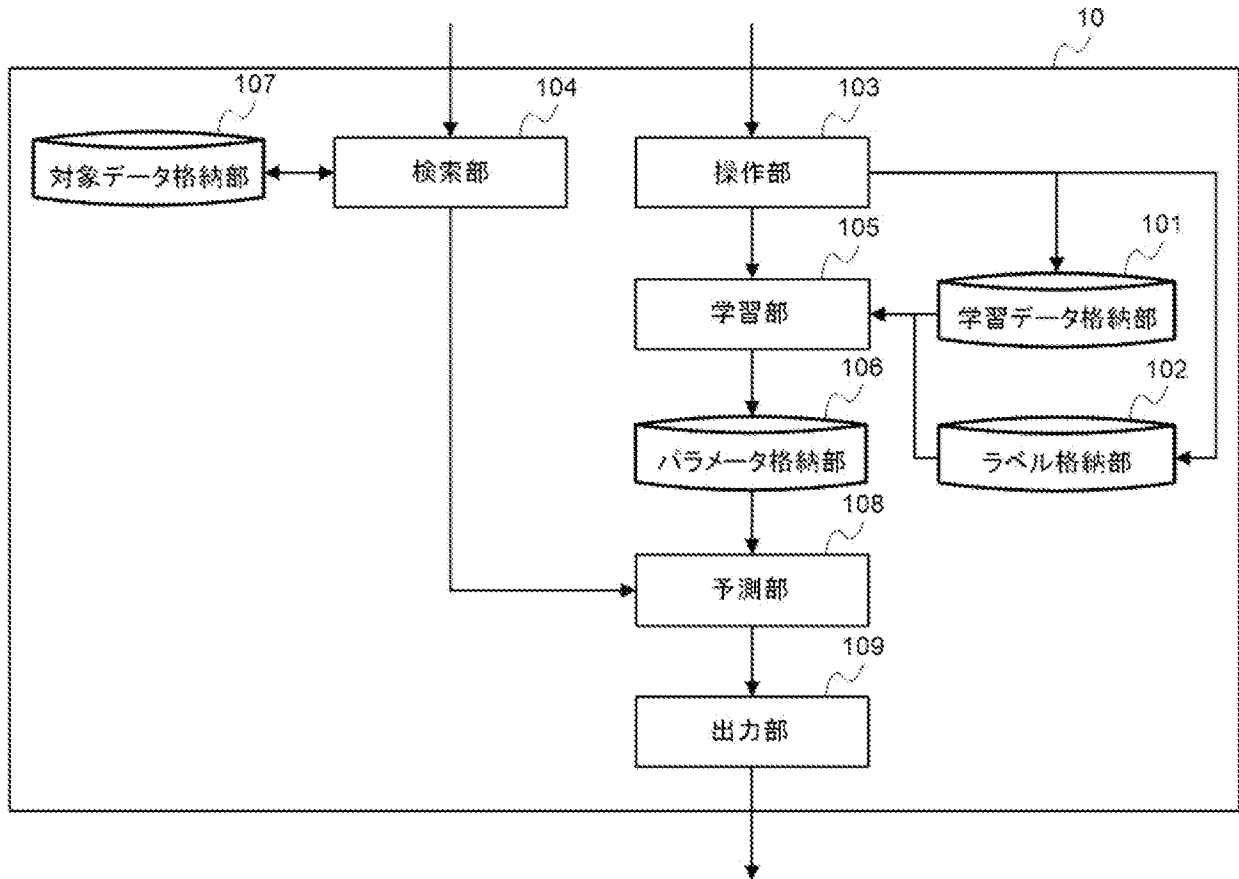 10
107
104
103
対象データ格納部
検索部
操作部
105
101
学習部
学習データ格納部
106
102
パラメータ格納部
ラベル格納部
108
予測部
109
出力部